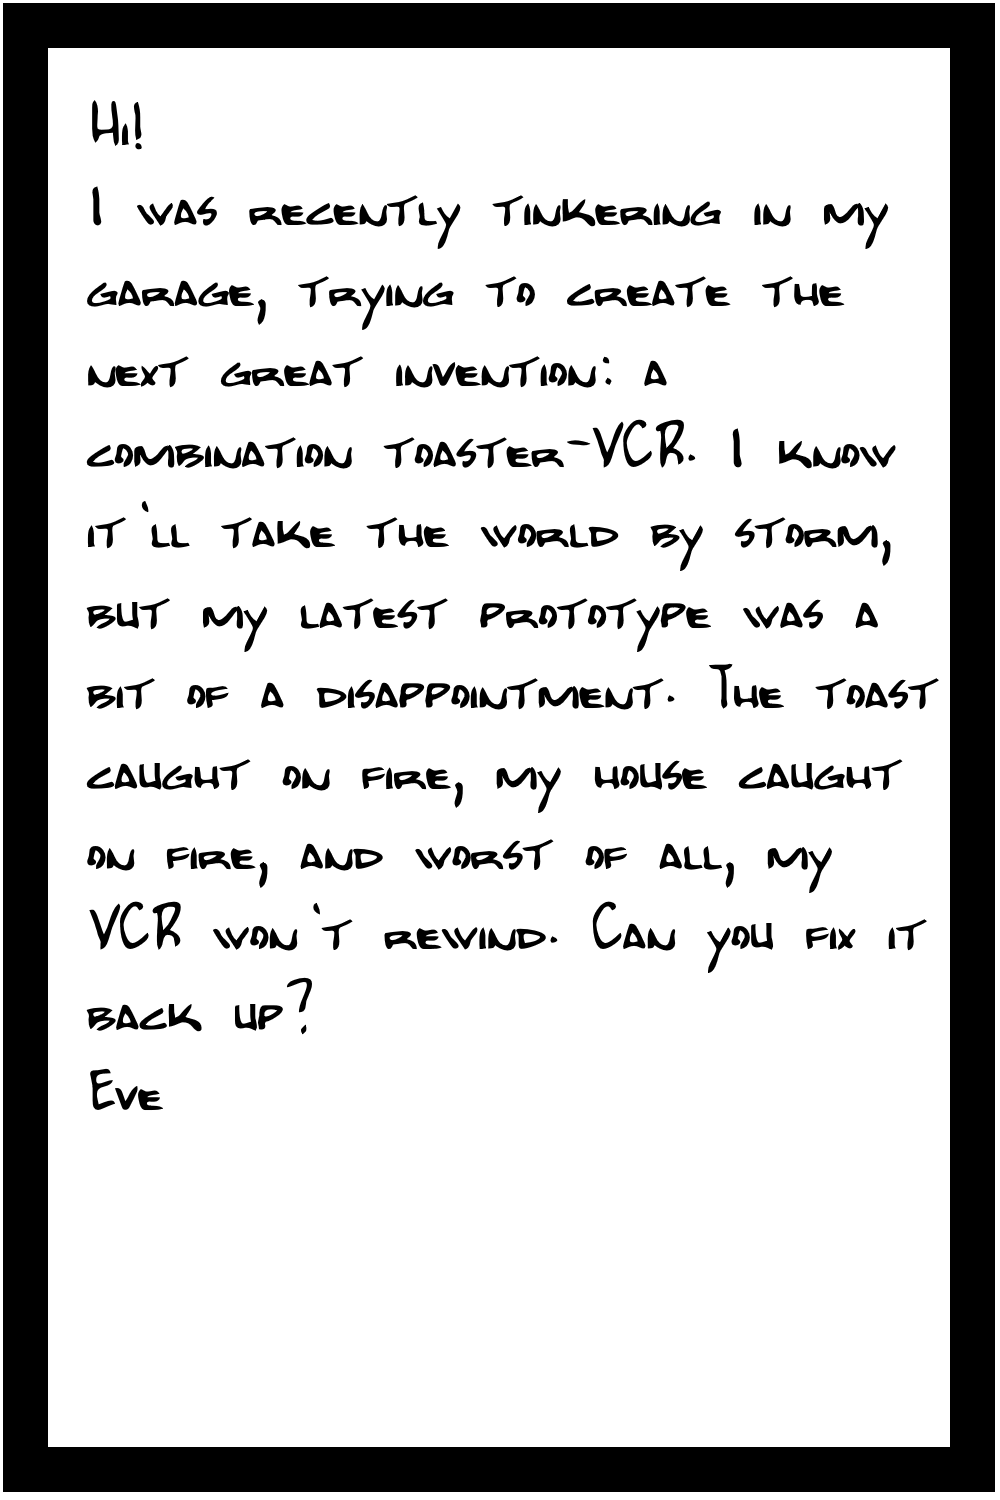 Hi!
I was recently tinkering in my
garage, trying to create the
next great invention: a
combination toaster-VCR. I know
it'll take the world by storm,
but my latest prototype was a
bit of a disappointment. The toast
caught on fire, my house caught
on fire, and worst of all, my
VCR won't rewind. Can you fix it
back up?
Eve